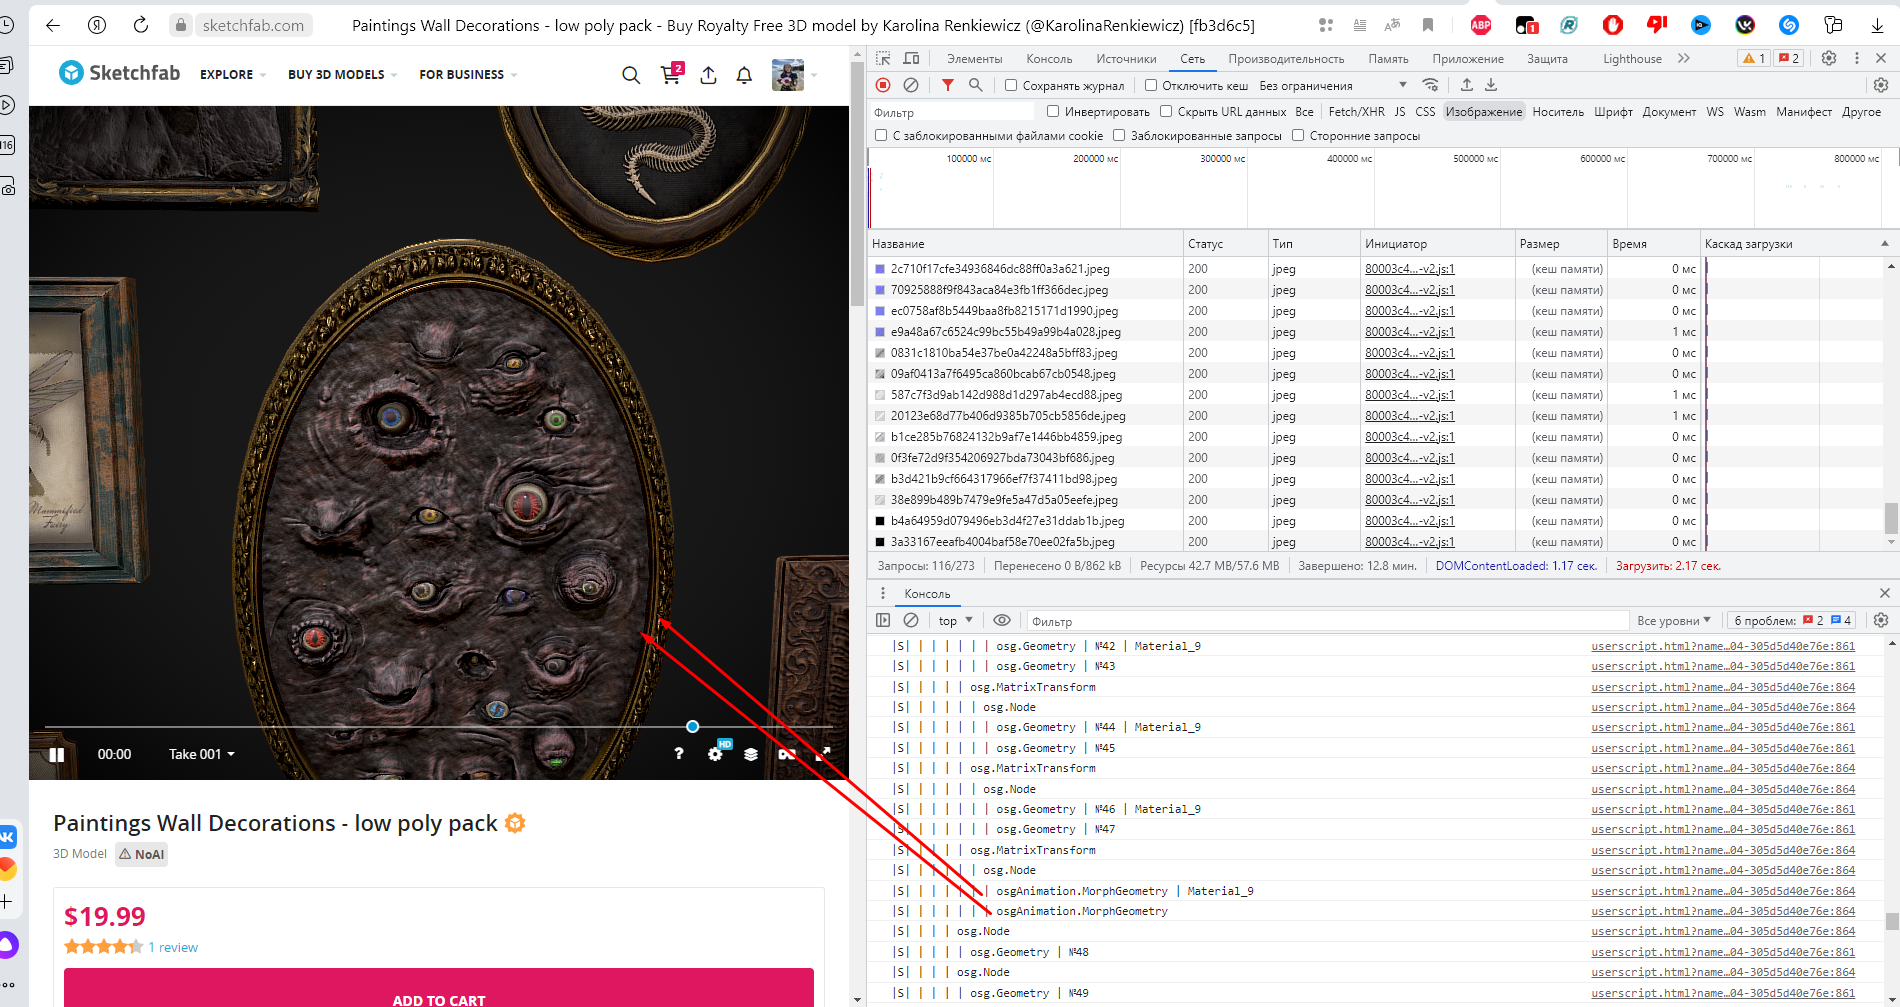 sketchfab.com
Paintings Wall Decorations - low poly pack - Buy Royalty Free 3D model by Karolina Renkiewicz (@KarolinaRenkiewicz) [fb3d6c5]
ABP
1
Sketchfab
EXPLORE
BUY 3D MODELS
FOR BUSINESS
2
116
Mummified
Fairy
00:00
Take 001
?
HD
Paintings Wall Decorations - low poly pack
3D Model
NoAI
$19.99
1 review
ADD TO CART
Элементы
Консоль
Источники
Сеть
Производительность
Память
Приложение
Защита
Lighthouse
1
2
Сохранять журнал
Отключить кеш
Без ограничения
Фильтр
Инвертировать
Скрыть URL данных
Все
Fetch/XHR
JS
CSS
Изображение
Носитель
Шрифт
Документ
WS
Wasm
Манифест
Другое
С заблокированными файлами cookie
Заблокированные запросы
Сторонние запросы
100000 мс
200000 мс
300000 мс
400000 мс
500000 мс
600000 мс
700000 мс
800000 мс
Название Статус Тип Инициатор Размер Время Каскад загрузки
2c710f17cfe34936846dc88ff0a3a621.jpeg 200 jpeg 80003c4...-v2.js:1 (кеш памяти) 0 мс
70925888f9f843aca84e3fb1ff366dec.jpeg 200 jpeg 80003c4...-v2.js:1 (кеш памяти) 0 мс
ec0758af8b5449baa8fb8215171d1990.jpeg 200 jpeg 80003c4...-v2.js:1 (кеш памяти) 0 мс
e9a48a67c6524c99bc55b49a99b4a028.jpeg 200 jpeg 80003c4...-v2.js:1 (кеш памяти) 1 мс
0831c1810ba54e37be0a42248a5bff83.jpeg 200 jpeg 80003c4...-v2.js:1 (кеш памяти) 0 мс
09af0413a7f6495ca860bcab67cb0548.jpeg 200 jpeg 80003c4...-v2.js:1 (кеш памяти) 0 мс
587c7f3d9ab142d988d1d297ab4ecd88.jpeg 200 jpeg 80003c4...-v2.js:1 (кеш памяти) 1 мс
20123e68d77b406d9385b705cb5856de.jpeg 200 jpeg 80003c4...-v2.js:1 (кеш памяти) 1 мс
b1ce285b76824132b9af7e1446bb4859.jpeg 200 jpeg 80003c4...-v2.js:1 (кеш памяти) 0 мс
0f3fe72d9f354206927bda73043bf686.jpeg 200 jpeg 80003c4...-v2.js:1 (кеш памяти) 0 мс
b3d421b9cf664317966ef7f37411bd98.jpeg 200 jpeg 80003c4...-v2.js:1 (кеш памяти) 0 мс
38e899b489b7479e9fe5a47d5a05eefe.jpeg 200 jpeg 80003c4...-v2.js:1 (кеш памяти) 0 мс
b4a64959d079496eb3d4f27e31ddab1b.jpeg 200 jpeg 80003c4...-v2.js:1 (кеш памяти) 0 мс
3a33167eeafb4004baf58e70ee02fa5b.jpeg 200 jpeg 80003c4...-v2.js:1 (кеш памяти) 0 мс
Запросы: 116/273 Перенесено 0 B/862 kB Ресурсы 42.7 MB/57.6 MB Завершено: 12.8 мин. DOMContentLoaded: 1.17 сек. Загрузить: 2.17 сек.
Консоль
top
Фильтр
Все уровни
6 проблем: 2 4
|S| | | | | | | osg.Geometry | №42 | Material_9 userscript.html?name…04-305d5d40e76e:861
|S| | | | | | | osg.Geometry | №43 userscript.html?name…04-305d5d40e76e:861
|S| | | | | osg.MatrixTransform userscript.html?name…04-305d5d40e76e:864
|S| | | | | | osg.Node userscript.html?name…04-305d5d40e76e:864
|S| | | | | | | osg.Geometry | №44 | Material_9 userscript.html?name…04-305d5d40e76e:861
|S| | | | | | | osg.Geometry | №45 userscript.html?name…04-305d5d40e76e:861
|S| | | | | osg.MatrixTransform userscript.html?name…04-305d5d40e76e:864
|S| | | | | | osg.Node userscript.html?name…04-305d5d40e76e:864
|S| | | | | | | osg.Geometry | №46 | Material_9 userscript.html?name…04-305d5d40e76e:861
|S| | | | | | | osg.Geometry | №47 userscript.html?name…04-305d5d40e76e:861
|S| | | | | osg.MatrixTransform userscript.html?name…04-305d5d40e76e:864
|S| | | | | | osg.Node userscript.html?name…04-305d5d40e76e:864
|S| | | | | | | osgAnimation.MorphGeometry | Material_9 userscript.html?name…04-305d5d40e76e:861
|S| | | | | | | osgAnimation.MorphGeometry userscript.html?name…04-305d5d40e76e:861
|S| | | | osg.Node userscript.html?name…04-305d5d40e76e:864
|S| | | | | osg.Geometry | №48 userscript.html?name…04-305d5d40e76e:861
|S| | | | osg.Node userscript.html?name…04-305d5d40e76e:864
|S| | | | | osg.Geometry | №49 userscript.html?name…04-305d5d40e76e:861